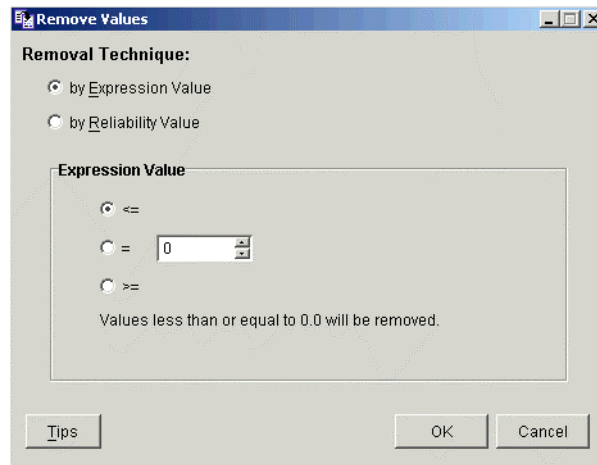 Remove Values
Removal Technique:
by Expression Value
by Reliability Value
Expression Value
<=
= 0
>=
Values less than or equal to 0.0 will be removed.
Tips OK Cancel